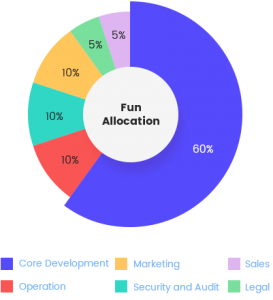 5%
5%
10%
10%
10%
60%
Fun
Allocation
Core Development
Marketing
Sales
Operation
Security and Audit
Legal